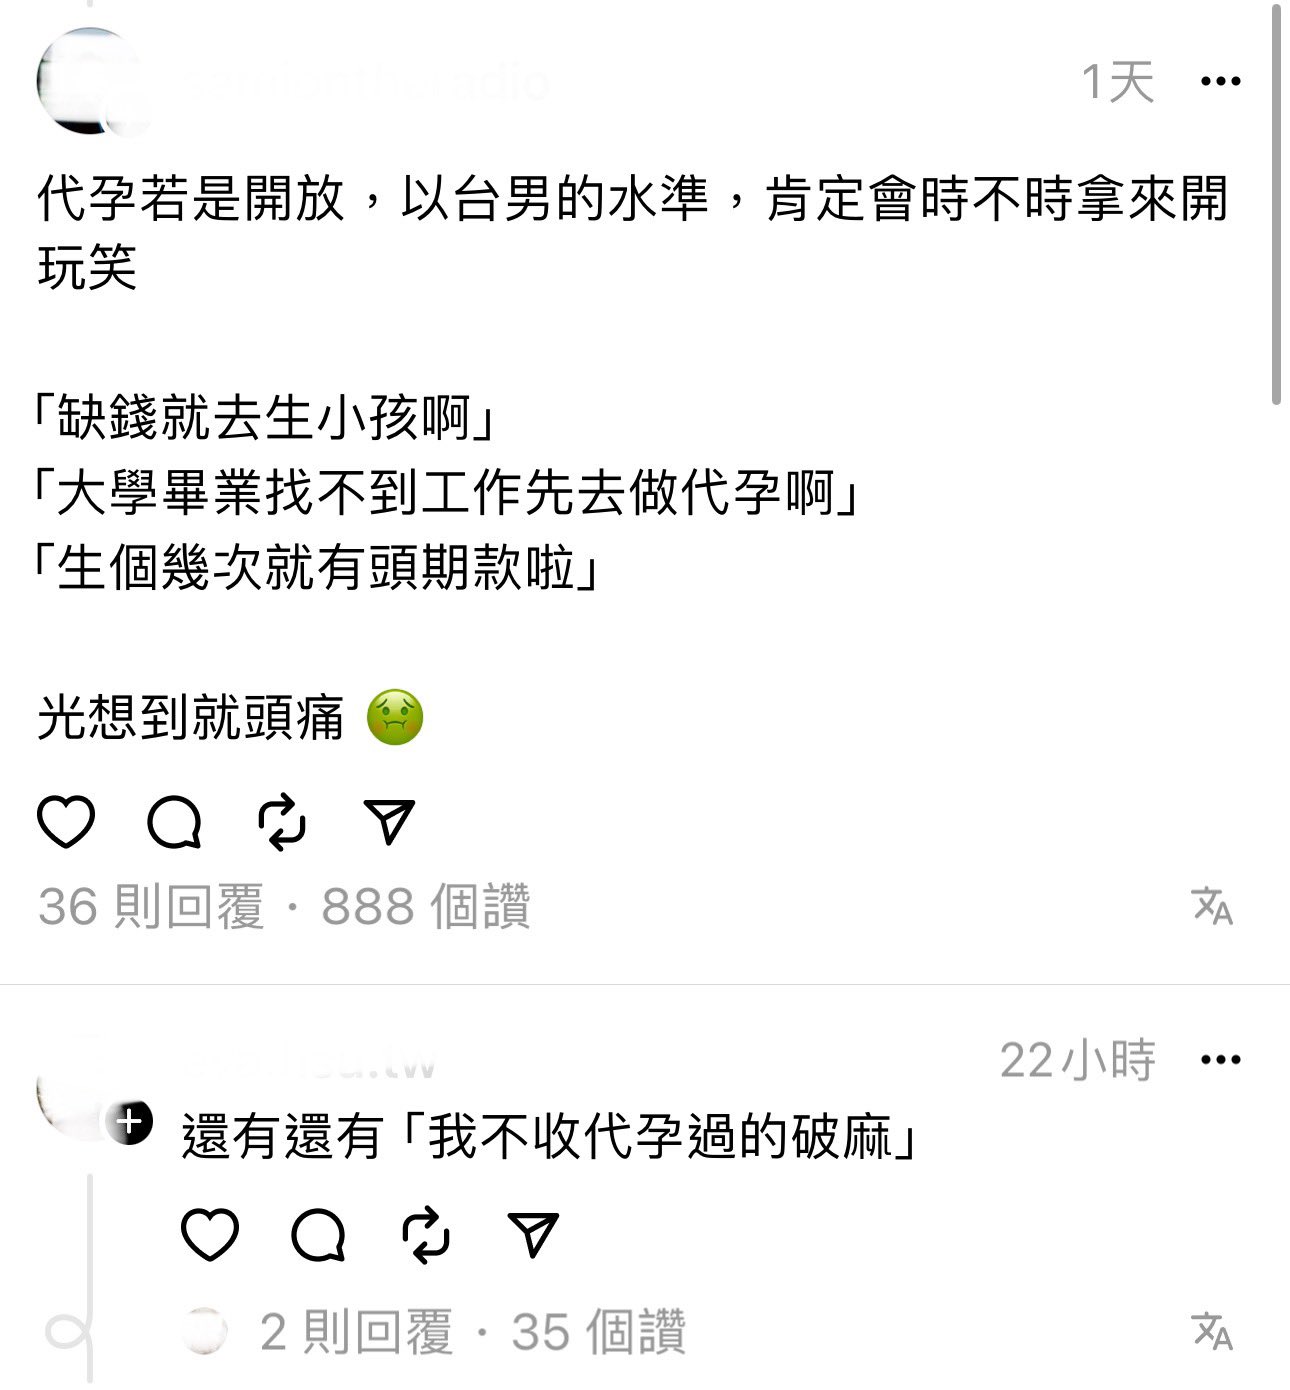 1天
代孕若是開放，以台男的水準，肯定會時不時拿來開
玩笑
「缺錢就去生小孩啊」
「大學畢業找不到工作先去做代孕啊」
「生個幾次就有頭期款啦」
光想到就頭痛 🤢
36 則回覆 · 888 個讚
22小時
還有還有「我不收代孕過的破麻」
2 則回覆 · 35 個讚